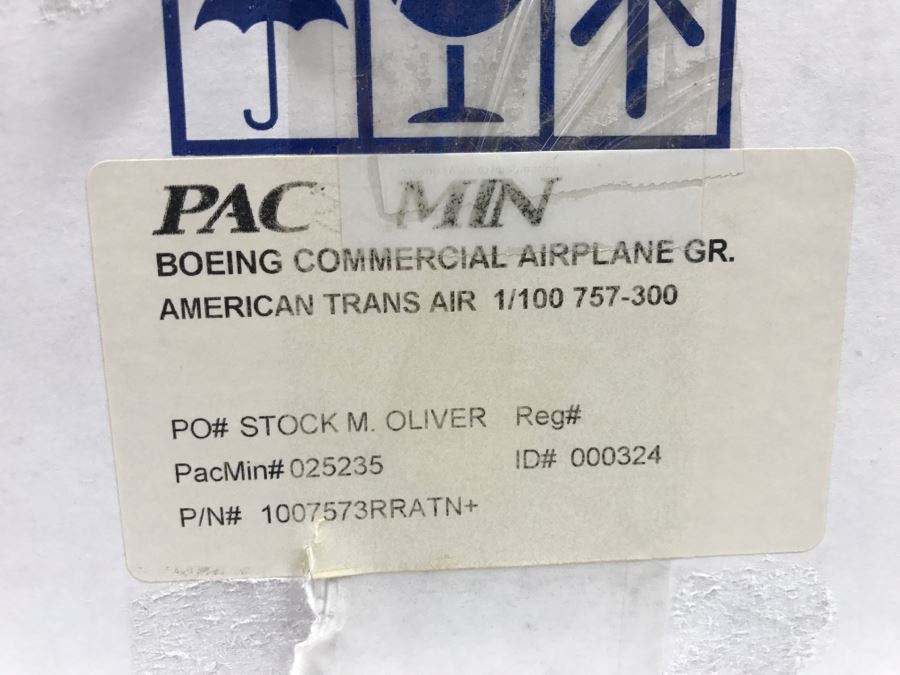 PAC MIN
BOEING COMMERCIAL AIRPLANE GR.
AMERICAN TRANS AIR 1/100 757-300
PO# STOCK M. OLIVER Reg#
PacMin# 025235 ID# 000324
P/N# 1007573RRATN+